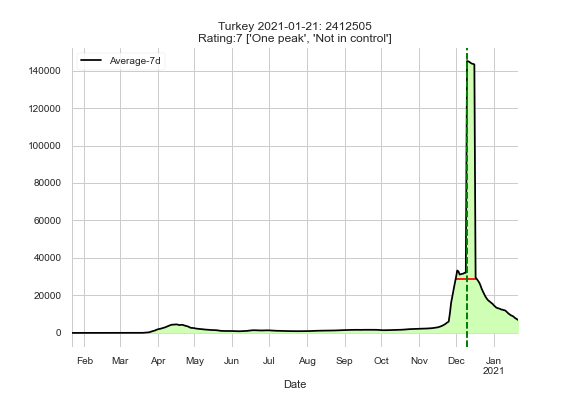 Turkey 2021-01-21: 2412505
Rating:7 ['One peak', 'Not in control']
Average-7d
140000
120000
100000
80000
60000
40000
20000
0
Feb Mar Apr May Jun Jul Aug Sep Oct Nov Dec Jan
2021
Date